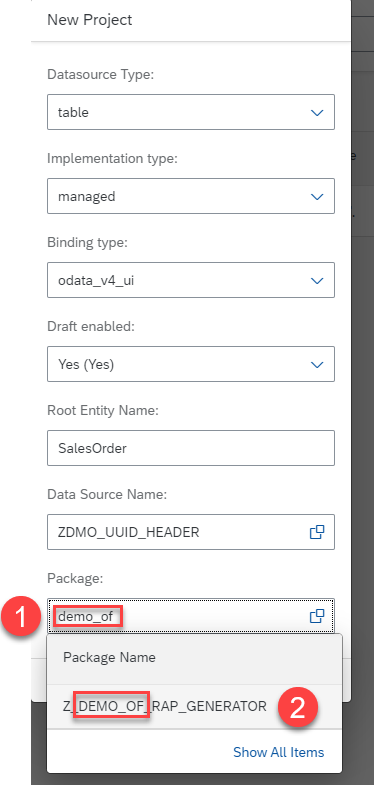 New Project
Datasource Type:
table
Implementation type:
managed
Binding type:
odata_v4_ui
Draft enabled:
Yes (Yes)
Root Entity Name:
SalesOrder
Data Source Name:
ZDMO_UUID_HEADER
Package:
1
demo_of
Package Name
Z_DEMO_OF_RAP_GENERATOR
2
Show All Items